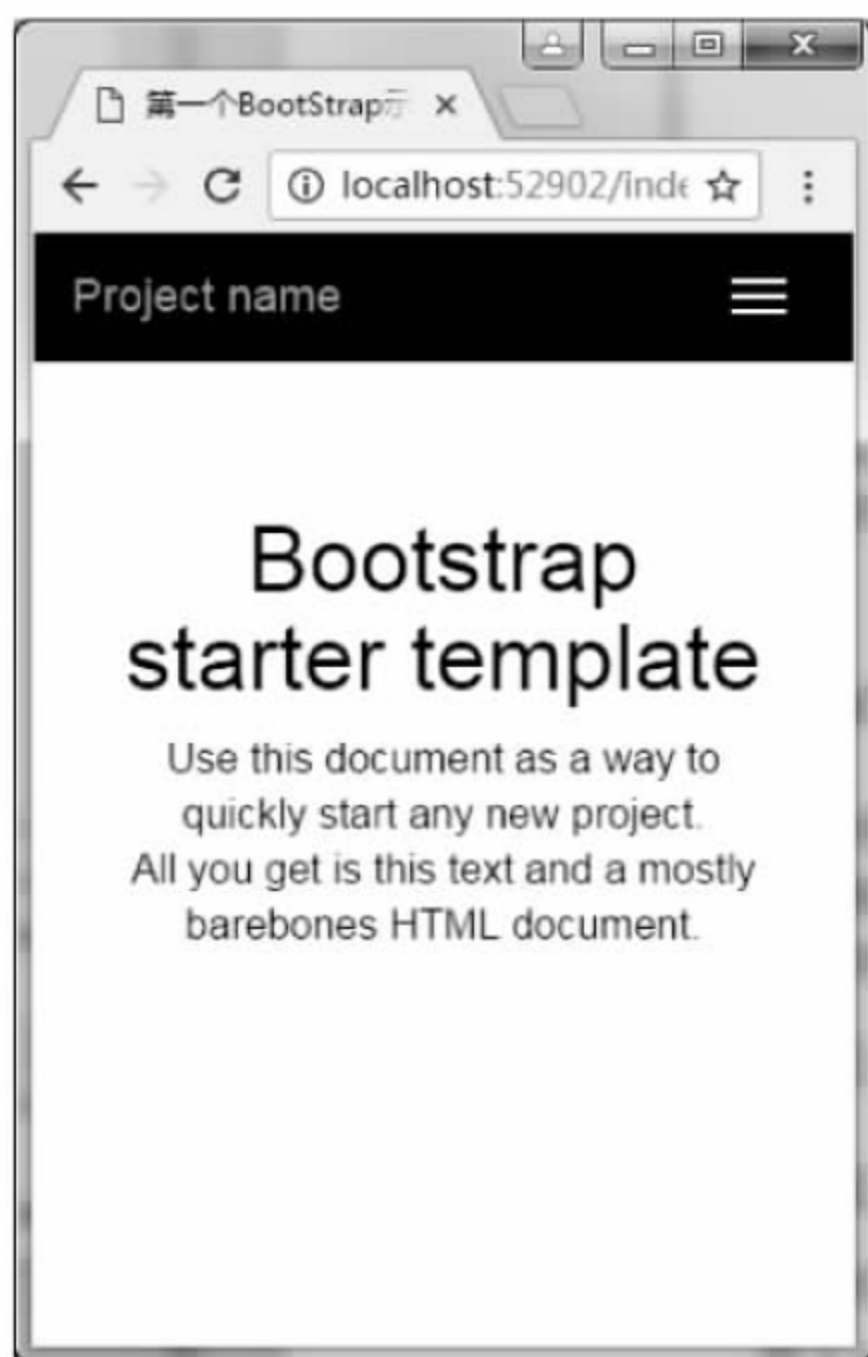 第一个BootStrap示
localhost:52902/inde
Project name
Bootstrap
starter template
Use this document as a way to
quickly start any new project.
All you get is this text and a mostly
barebones HTML document.